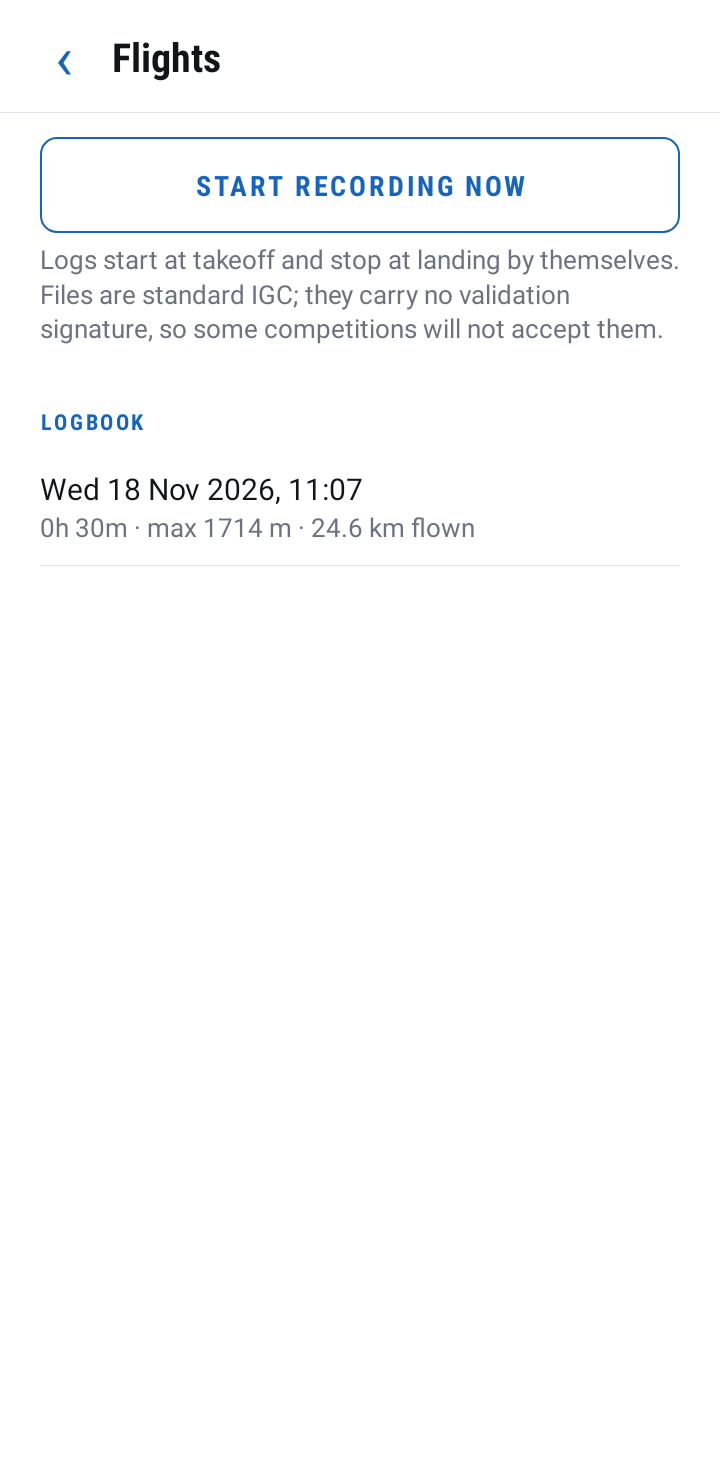 Flights
START RECORDING NOW
Logs start at takeoff and stop at landing by themselves.
Files are standard IGC; they carry no validation
signature, so some competitions will not accept them.
LOGBOOK
Wed 18 Nov 2026, 11:07
0h 30m · max 1714 m · 24.6 km flown